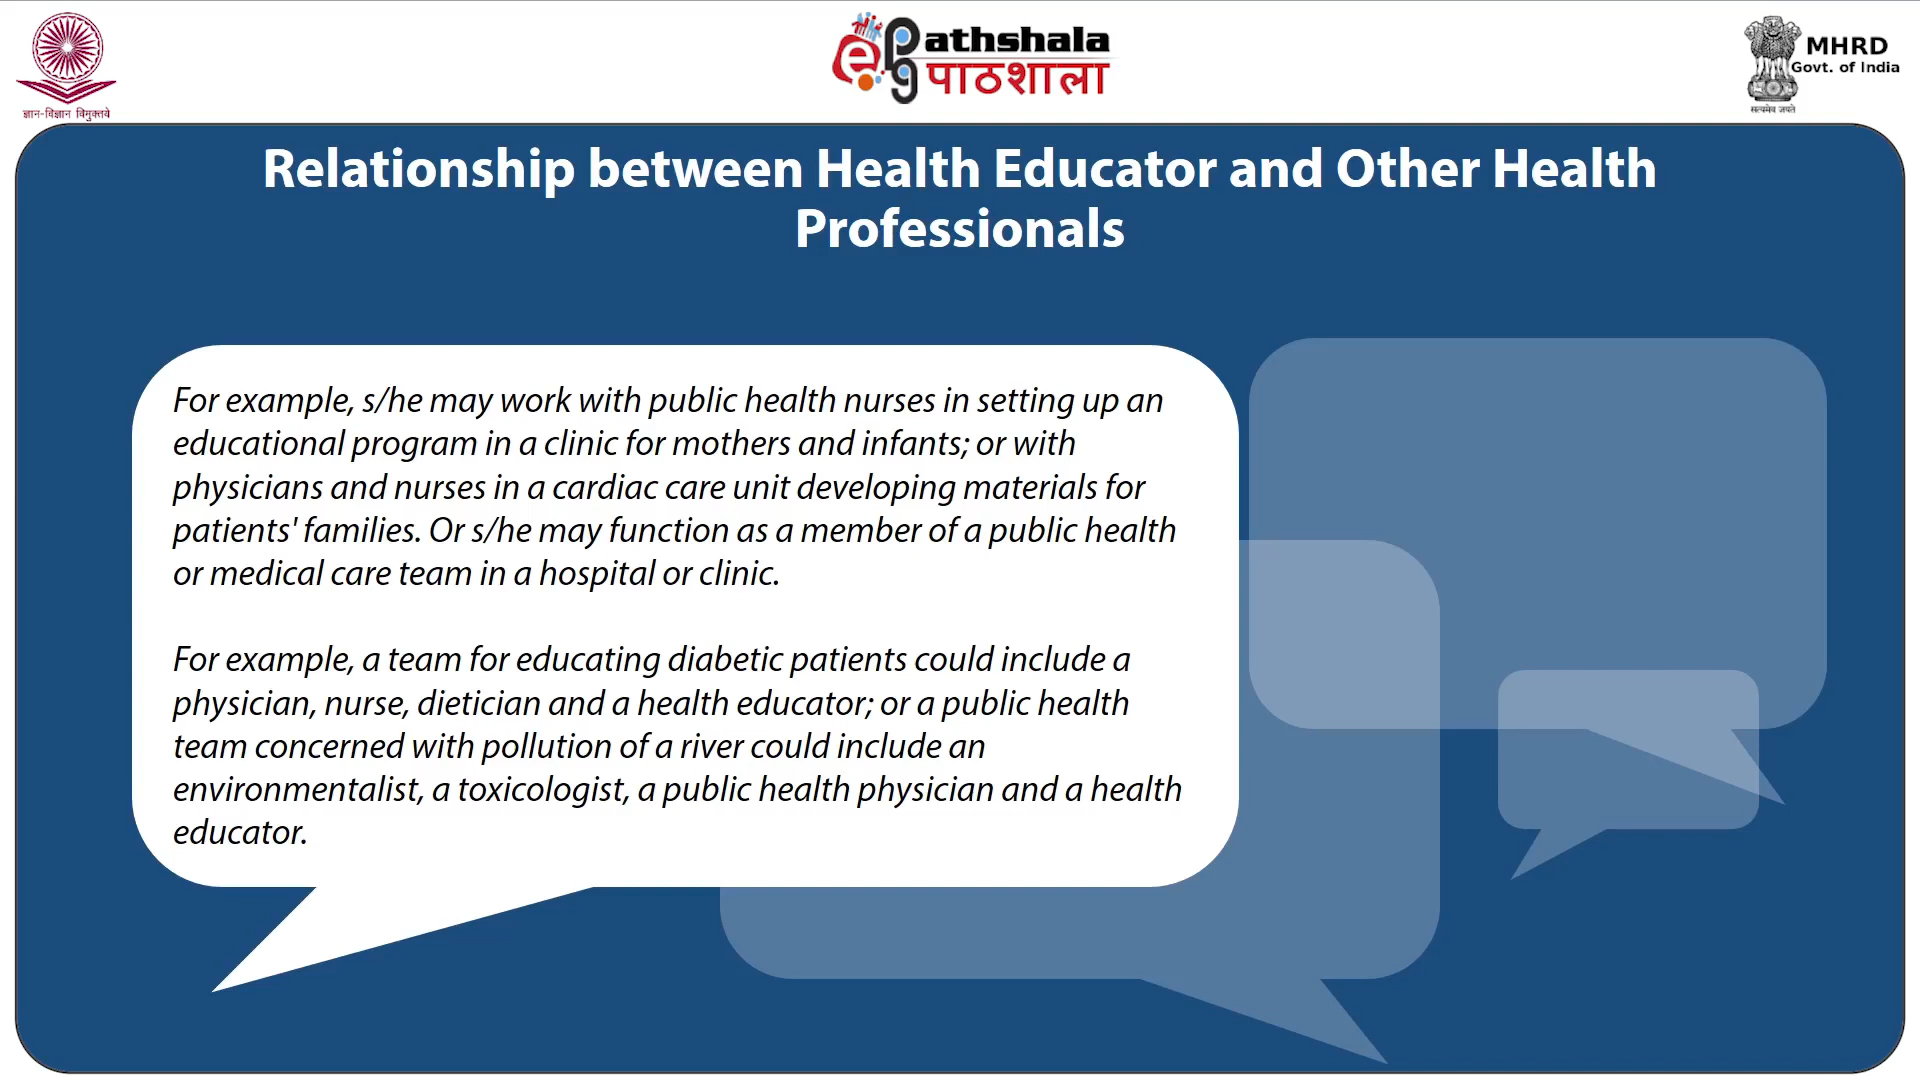 ज्ञान-विज्ञान विमुक्तये
ePathshala
पाठशाला
MHRD
Govt. of India
सत्यमेव जयते
Relationship between Health Educator and Other Health
Professionals
For example, s/he may work with public health nurses in setting up an
educational program in a clinic for mothers and infants; or with
physicians and nurses in a cardiac care unit developing materials for
patients' families. Or s/he may function as a member of a public health
or medical care team in a hospital or clinic.
For example, a team for educating diabetic patients could include a
physician, nurse, dietician and a health educator; or a public health
team concerned with pollution of a river could include an
environmentalist, a toxicologist, a public health physician and a health
educator.